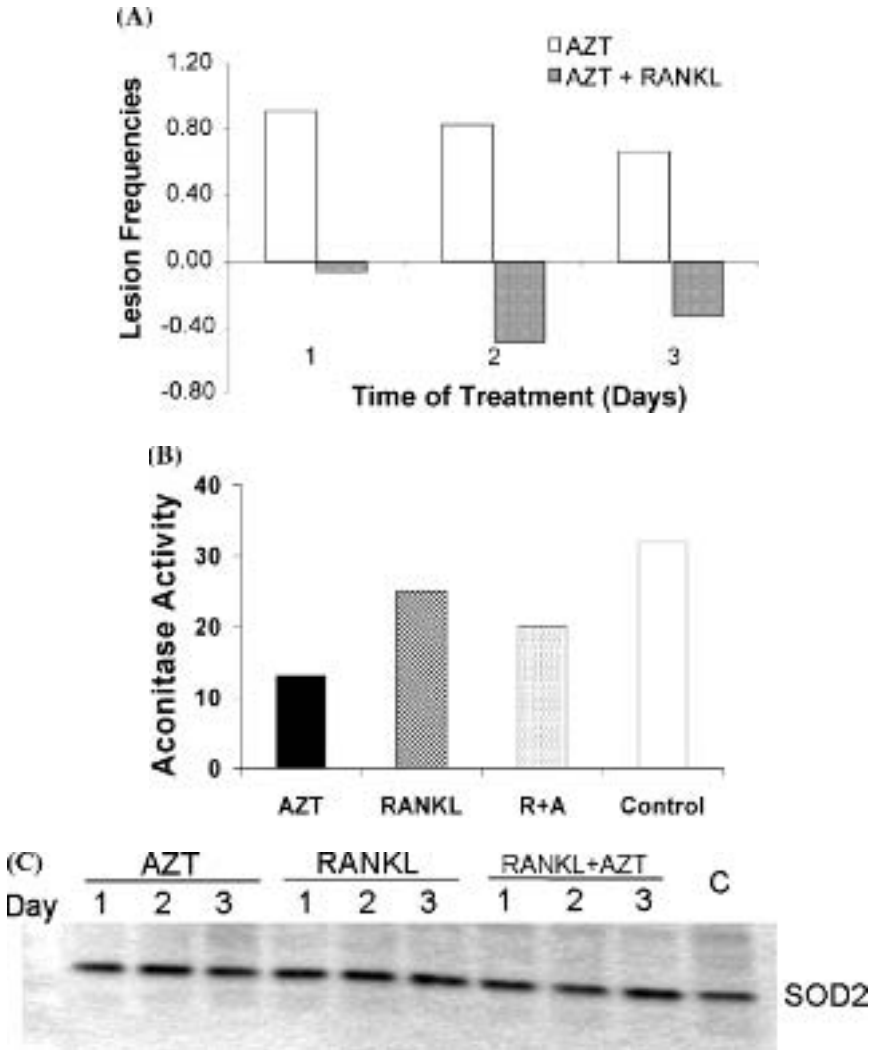 (A)
AZT
AZT + RANKL
1.20
0.80
0.40
0.00
-0.40
-0.80
Lesion Frequencies
1 2 3
Time of Treatment (Days)
(B)
Aconitase Activity
40
30
20
10
0
AZT RANKL R+A Control
(C)
AZT RANKL RANKL+AZT C
Day 1 2 3 1 2 3 1 2 3
SOD2